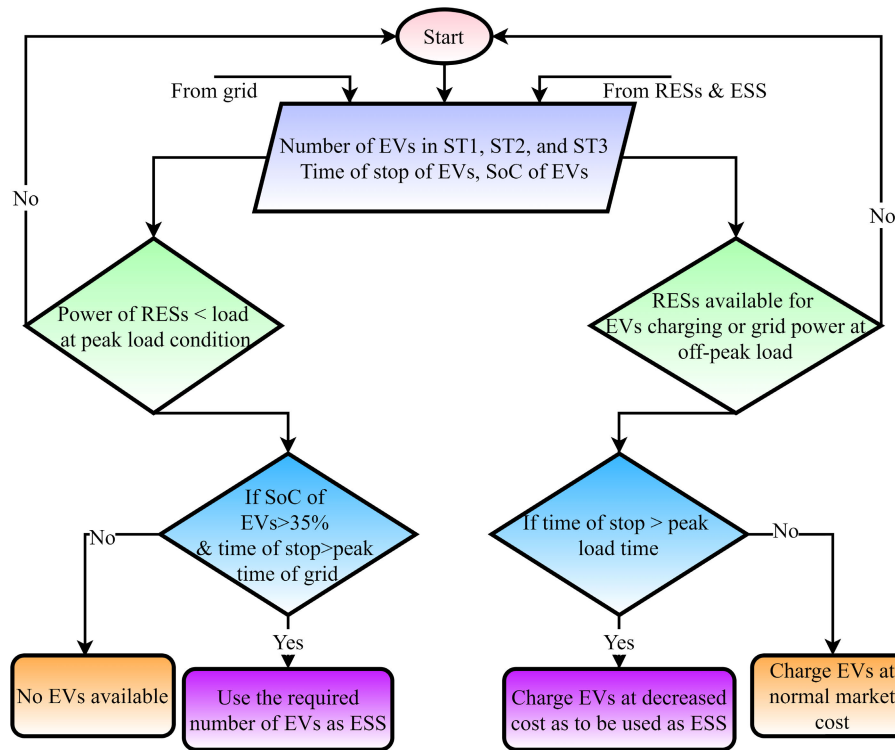 Start
From grid
From RESs & ESS
Number of EVs in ST1, ST2, and ST3
Time of stop of EVs, SoC of EVs
No
No
Power of RESs < load
at peak load condition
RESs available for
EVs charging or grid power at
off-peak load
If SoC of
EVs>35%
& time of stop>peak
time of grid
If time of stop > peak
load time
No
No
Yes
Yes
No EVs available
Use the required
number of EVs as ESS
Charge EVs at decreased
cost as to be used as ESS
Charge EVs at
normal market
cost